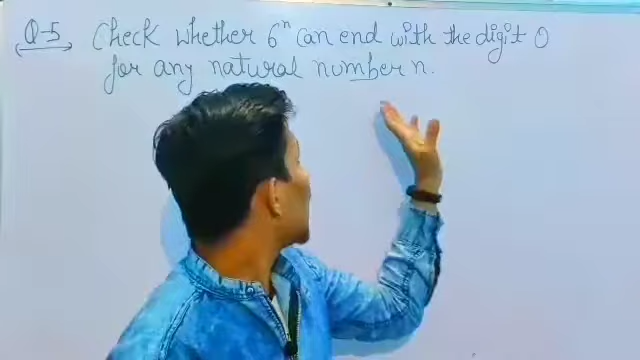 Q-5 Check whether 6ⁿ can end with the digit 0
for any natural number n.